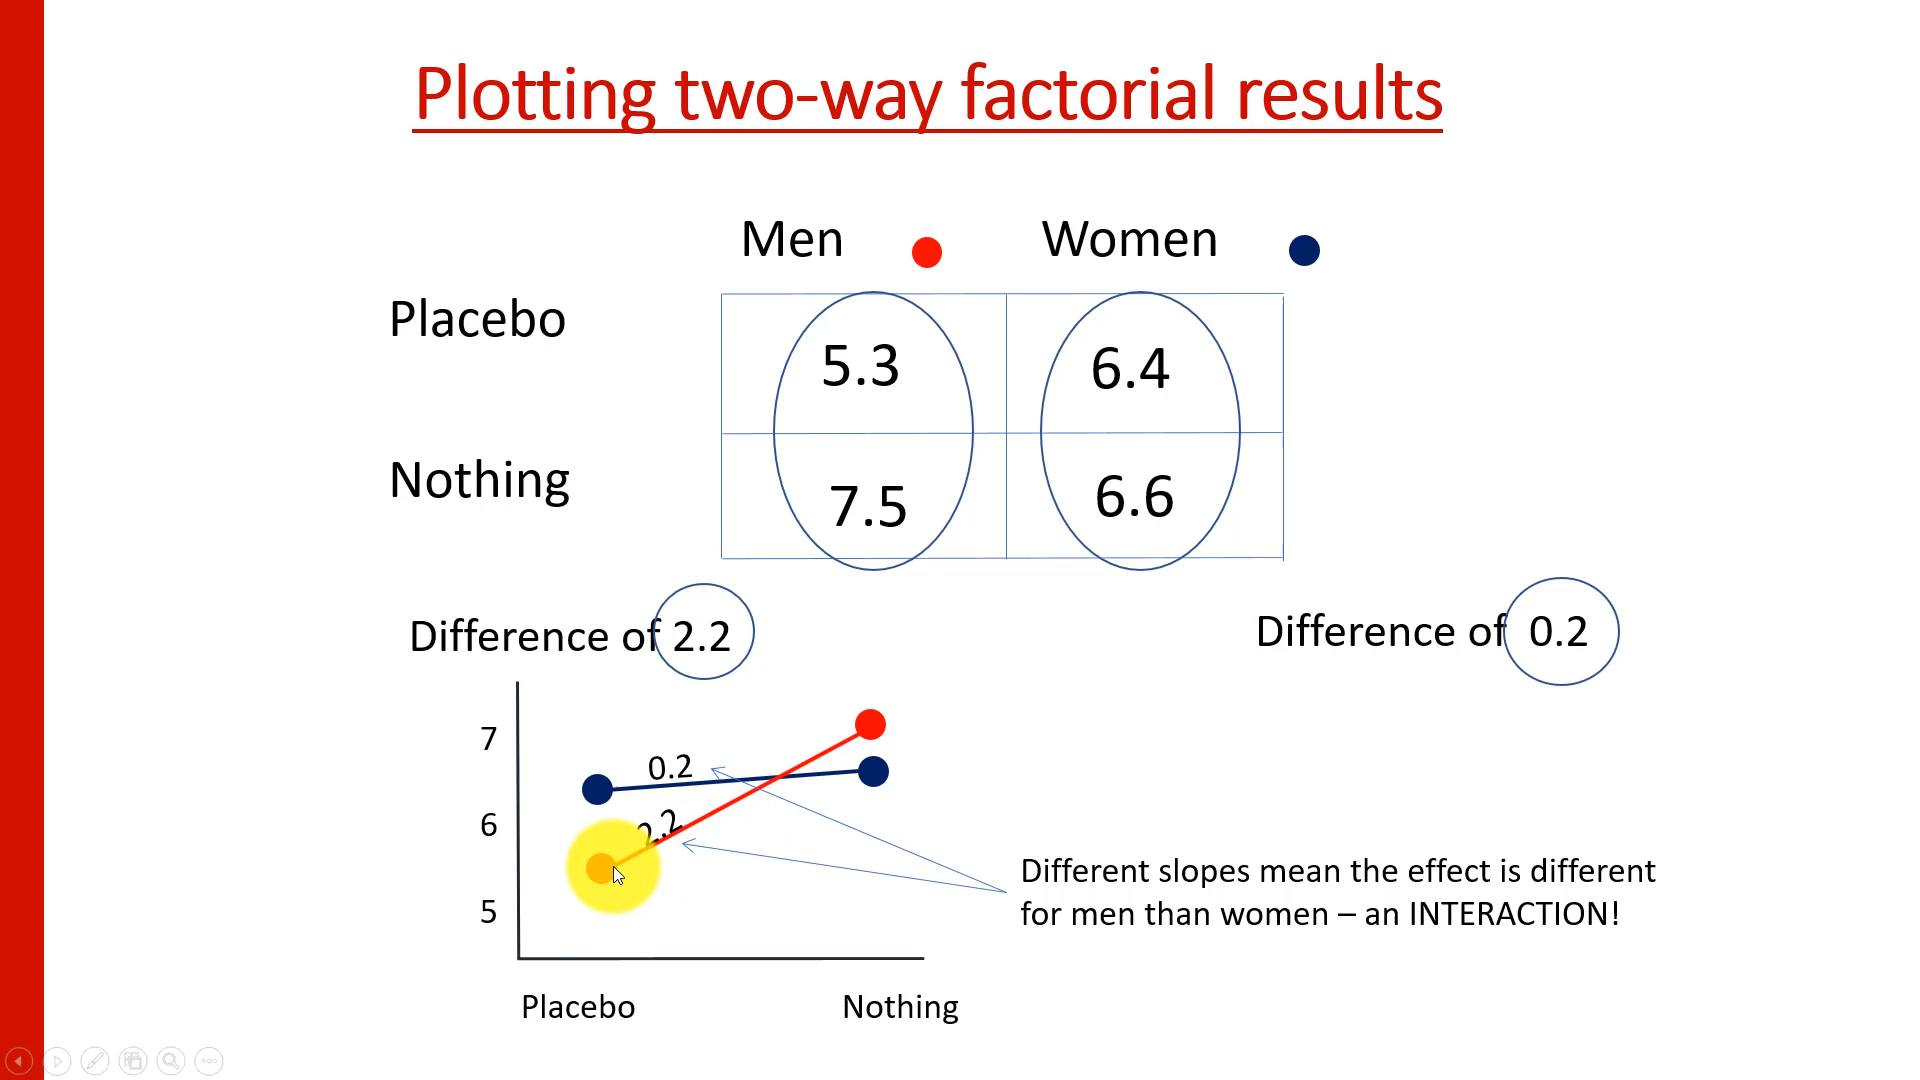 Plotting two-way factorial results
Men Women
Placebo
5.3 6.4
Nothing
7.5 6.6
Difference of 2.2
Difference of 0.2
7
0.2
6
2.2
5
Different slopes mean the effect is different
for men than women – an INTERACTION!
Placebo Nothing